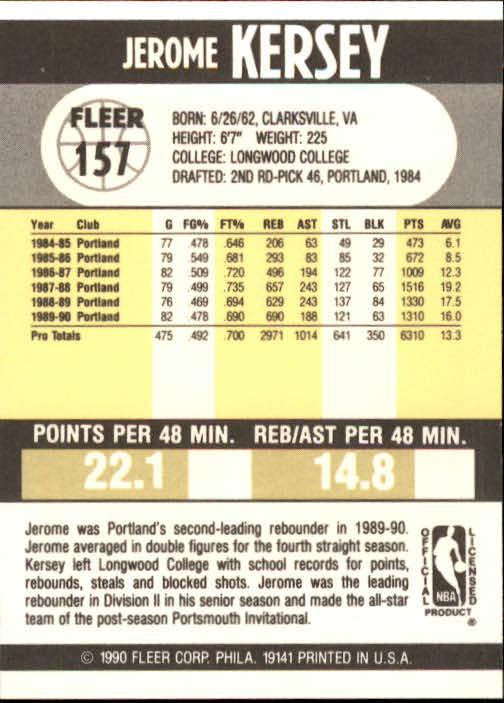 JEROME KERSEY
FLEER
157
BORN: 6/26/62, CLARKSVILLE, VA
HEIGHT: 6'7" WEIGHT: 225
COLLEGE: LONGWOOD COLLEGE
DRAFTED: 2ND RD-PICK 46, PORTLAND, 1984
Year Club G FG% FT% REB AST STL BLK PTS AVG
1984-85 Portland 77 .478 .646 206 63 49 29 473 6.1
1985-86 Portland 79 .549 .681 293 83 85 32 672 8.5
1986-87 Portland 82 .509 .720 496 194 122 77 1009 12.3
1987-88 Portland 79 .499 .735 657 243 127 65 1516 19.2
1988-89 Portland 76 .469 .694 629 243 137 84 1330 17.5
1989-90 Portland 82 .478 .690 690 188 121 63 1310 16.0
Pro Totals 475 .492 .700 2971 1014 641 350 6310 13.3
POINTS PER 48 MIN. REB/AST PER 48 MIN.
22.1 14.8
Jerome was Portland's second-leading rebounder in 1989-90.
Jerome averaged in double figures for the fourth straight season.
Kersey left Longwood College with school records for points,
rebounds, steals and blocked shots. Jerome was the leading
rebounder in Division II in his senior season and made the all-star
team of the post-season Portsmouth Invitational.
OFFICIAL
LICENSED
NBA
PRODUCT ®
© 1990 FLEER CORP. PHILA. 19141 PRINTED IN U.S.A.